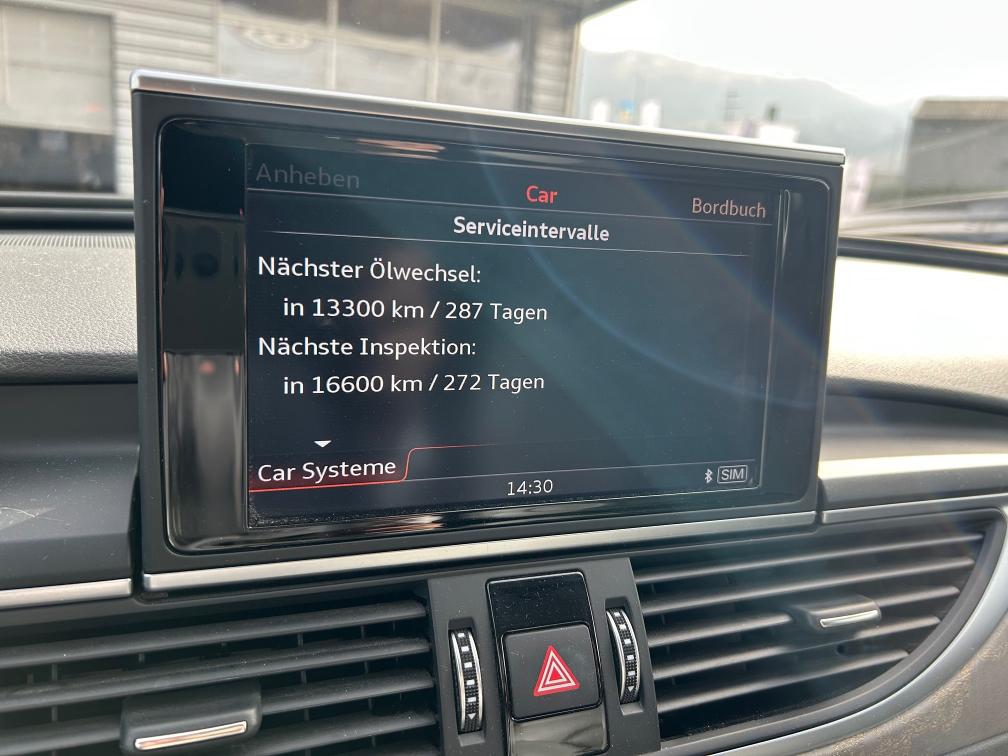 Anheben
Car
Bordbuch
Serviceintervalle
Nächster Ölwechsel:
in 13300 km / 287 Tagen
Nächste Inspektion:
in 16600 km / 272 Tagen
Car Systeme
14:30
SIM